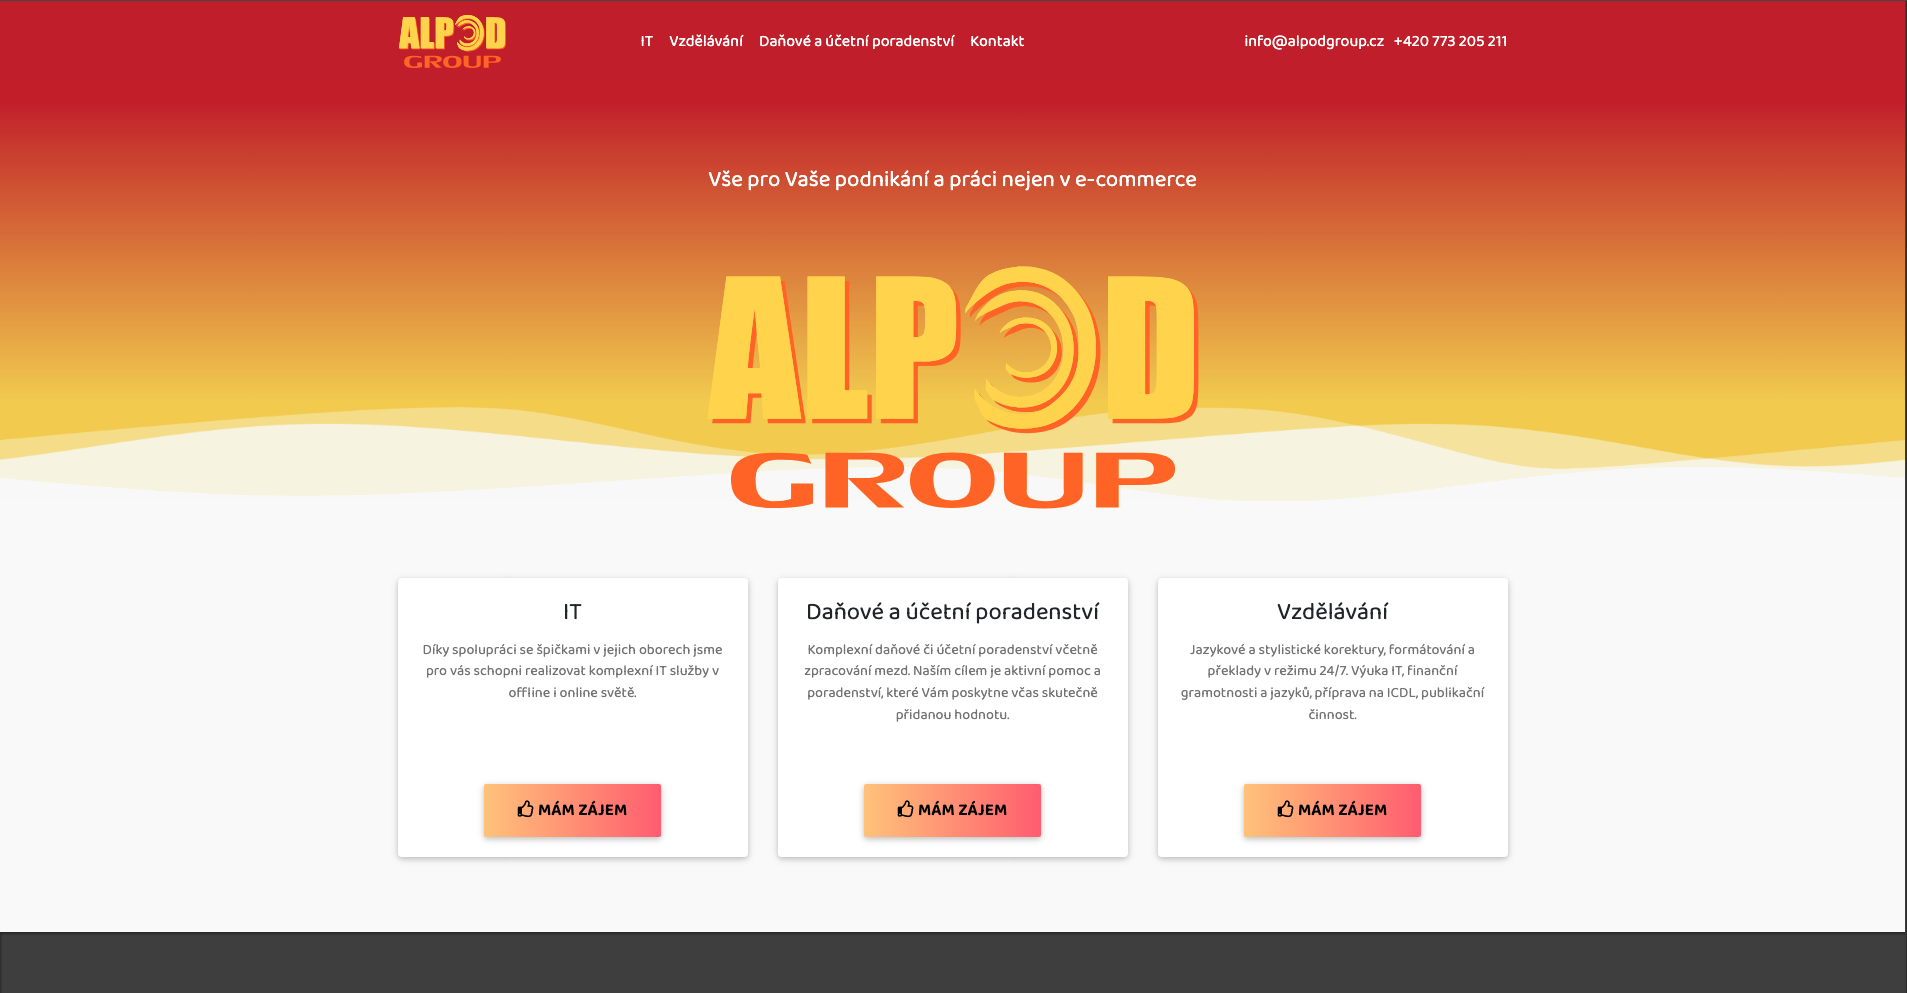 ALPOD
GROUP
IT Vzdělávání Daňové a účetní poradenství Kontakt
info@alpodgroup.cz +420 773 205 211
Vše pro Vaše podnikání a práci nejen v e-commerce
ALPOD
GROUP
IT
Díky spolupráci se špičkami v jejich oborech jsme
pro vás schopni realizovat komplexní IT služby v
offline i online světě.
MÁM ZÁJEM
Daňové a účetní poradenství
Komplexní daňové či účetní poradenství včetně
zpracování mezd. Naším cílem je aktivní pomoc a
poradenství, které Vám poskytne včas skutečně
přidanou hodnotu.
MÁM ZÁJEM
Vzdělávání
Jazykové a stylistické korektury, formátování a
překlady v režimu 24/7. Výuka IT, finanční
gramotnosti a jazyků, příprava na ICDL, publikační
činnost.
MÁM ZÁJEM